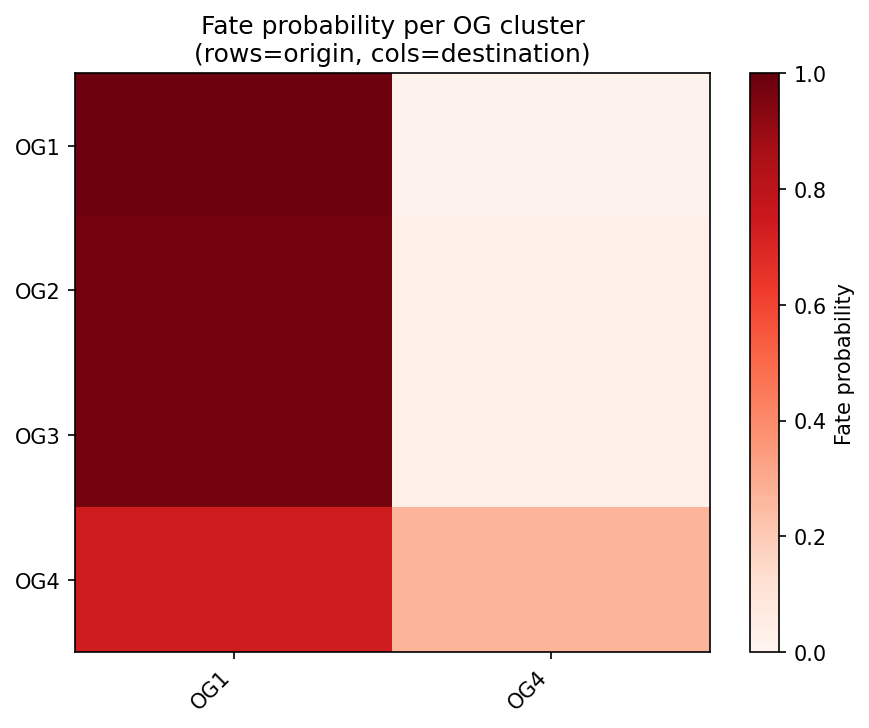 Fate probability per OG cluster
(rows=origin, cols=destination)
OG1
OG2
OG3
OG4
OG1
OG4
1.0
0.8
0.6
0.4
0.2
0.0
Fate probability